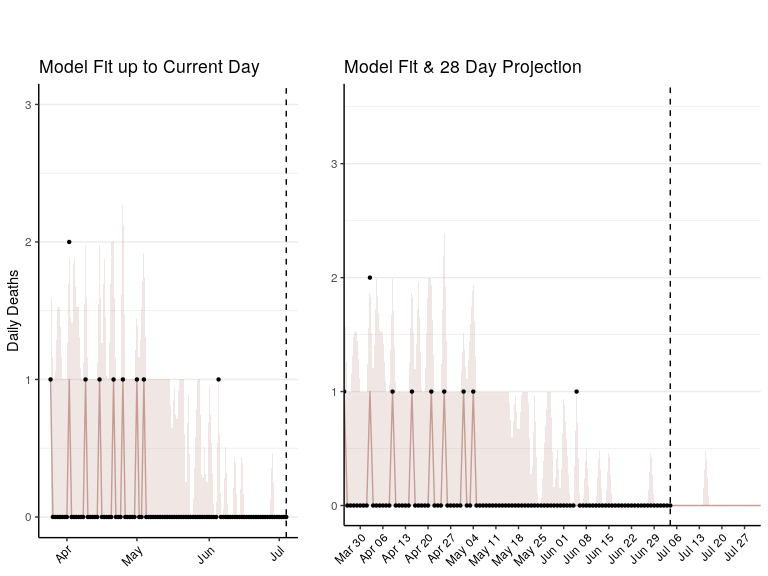 Model Fit up to Current Day
Daily Deaths
3
2
1
0
Apr
May
Jun
Jul
Model Fit & 28 Day Projection
3
2
1
0
Mar 30
Apr 06
Apr 13
Apr 20
Apr 27
May 04
May 11
May 18
May 25
Jun 01
Jun 08
Jun 15
Jun 22
Jun 29
Jul 06
Jul 13
Jul 20
Jul 27